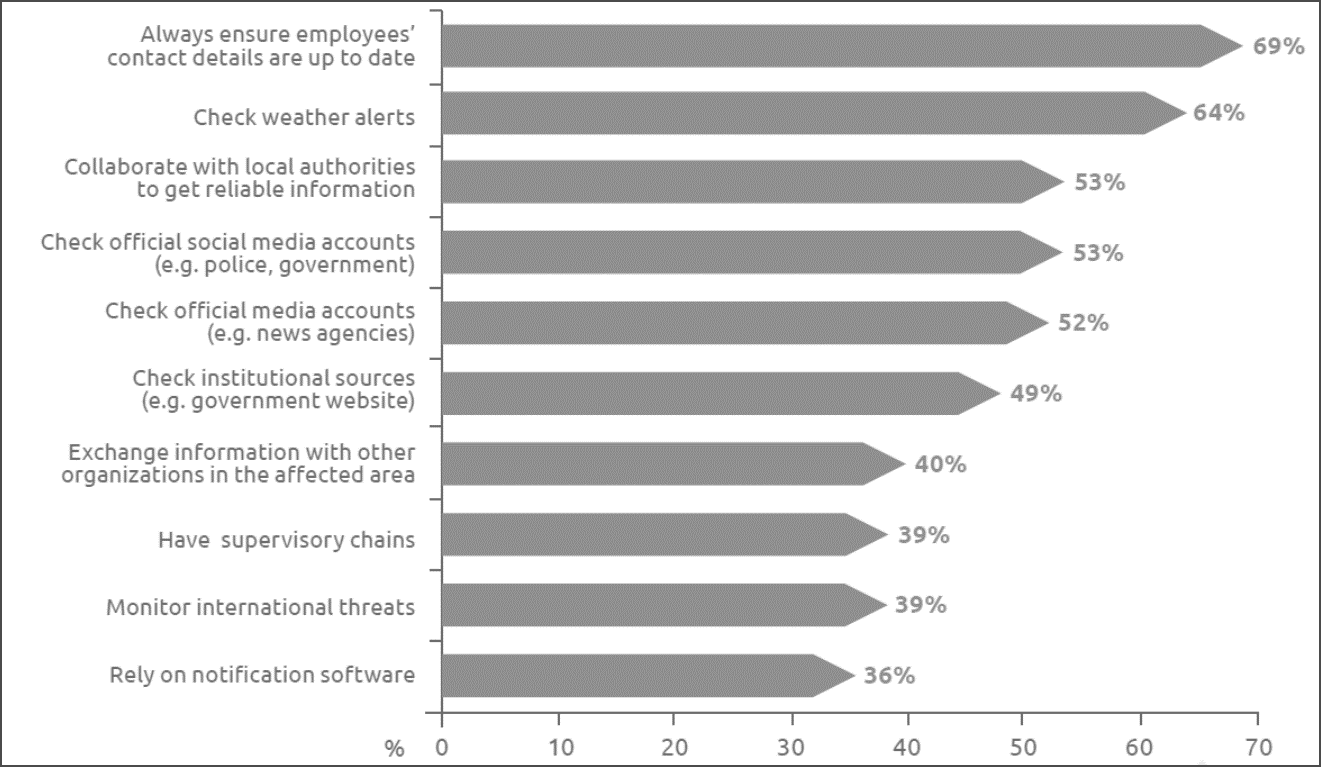 Always ensure employees’
contact details are up to date
69%
Check weather alerts
64%
Collaborate with local authorities
to get reliable information
53%
Check official social media accounts
(e.g. police, government)
53%
Check official media accounts
(e.g. news agencies)
52%
Check institutional sources
(e.g. government website)
49%
Exchange information with other
organizations in the affected area
40%
Have  supervisory chains
39%
Monitor international threats
39%
Rely on notification software
36%
% 0 10 20 30 40 50 60 70